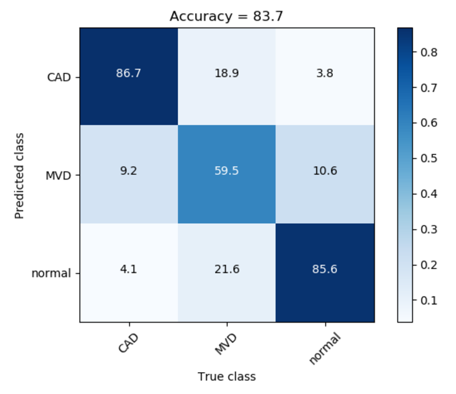 Accuracy = 83.7
Predicted class
CAD 86.7 18.9 3.8
MVD 9.2 59.5 10.6
normal 4.1 21.6 85.6
CAD MVD normal
True class
0.8
0.7
0.6
0.5
0.4
0.3
0.2
0.1